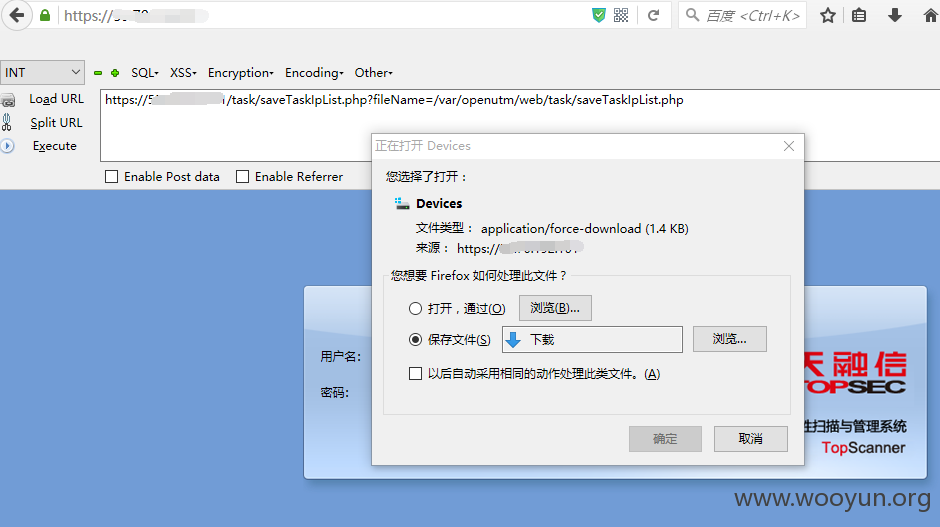 https://
百度 <Ctrl+K>
INT SQL XSS Encryption Encoding Other
Load URL
Split URL
Execute
/task/saveTaskIpList.php?fileName=/var/openutm/web/task/saveTaskIpList.php
Enable Post data Enable Referrer
正在打开 Devices
您选择了打开：
Devices
文件类型： application/force-download (1.4 KB)
来源： https://
您想要 Firefox 如何处理此文件？
打开，通过(O) 浏览(B)...
保存文件(S) 下载 浏览...
以后自动采用相同的动作处理此类文件。(A)
确定 取消
用户名:
密码:
天融信
TOPSEC
性扫描与管理系统
TopScanner
www.wooyun.org